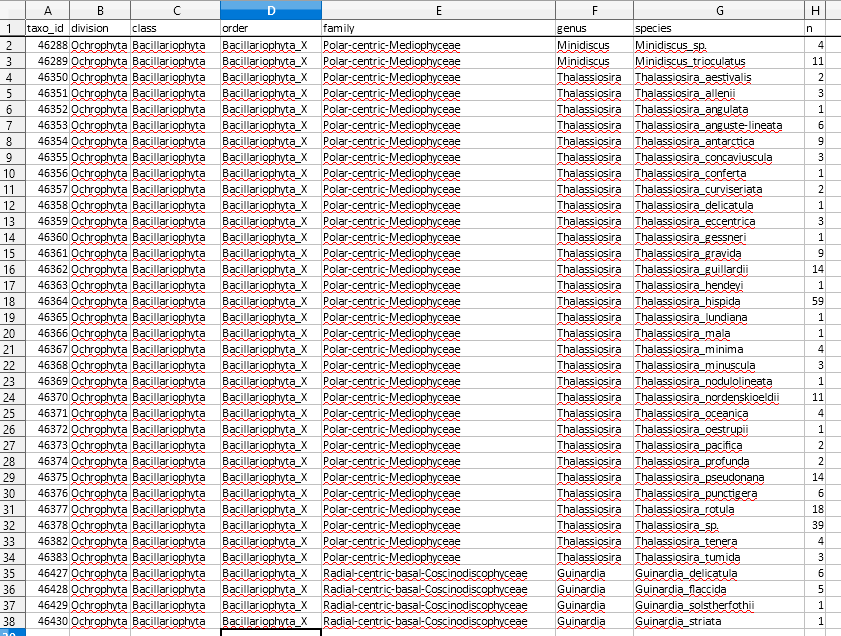 A B C D E F G H
1 taxo_id division class order family genus species n
2 46288 Ochrophyta Bacillariophyta Bacillariophyta_X Polar-centric-Mediophyceae Minidiscus Minidiscus_sp. 4
3 46289 Ochrophyta Bacillariophyta Bacillariophyta_X Polar-centric-Mediophyceae Minidiscus Minidiscus_trioculatus 11
4 46350 Ochrophyta Bacillariophyta Bacillariophyta_X Polar-centric-Mediophyceae Thalassiosira Thalassiosira_aestivalis 2
5 46351 Ochrophyta Bacillariophyta Bacillariophyta_X Polar-centric-Mediophyceae Thalassiosira Thalassiosira_allenii 3
6 46352 Ochrophyta Bacillariophyta Bacillariophyta_X Polar-centric-Mediophyceae Thalassiosira Thalassiosira_angulata 1
7 46353 Ochrophyta Bacillariophyta Bacillariophyta_X Polar-centric-Mediophyceae Thalassiosira Thalassiosira_anguste-lineata 6
8 46354 Ochrophyta Bacillariophyta Bacillariophyta_X Polar-centric-Mediophyceae Thalassiosira Thalassiosira_antarctica 9
9 46355 Ochrophyta Bacillariophyta Bacillariophyta_X Polar-centric-Mediophyceae Thalassiosira Thalassiosira_concaviuscula 3
10 46356 Ochrophyta Bacillariophyta Bacillariophyta_X Polar-centric-Mediophyceae Thalassiosira Thalassiosira_conferta 1
11 46357 Ochrophyta Bacillariophyta Bacillariophyta_X Polar-centric-Mediophyceae Thalassiosira Thalassiosira_curviseriata 2
12 46358 Ochrophyta Bacillariophyta Bacillariophyta_X Polar-centric-Mediophyceae Thalassiosira Thalassiosira_delicatula 1
13 46359 Ochrophyta Bacillariophyta Bacillariophyta_X Polar-centric-Mediophyceae Thalassiosira Thalassiosira_eccentrica 3
14 46360 Ochrophyta Bacillariophyta Bacillariophyta_X Polar-centric-Mediophyceae Thalassiosira Thalassiosira_gessneri 1
15 46361 Ochrophyta Bacillariophyta Bacillariophyta_X Polar-centric-Mediophyceae Thalassiosira Thalassiosira_gravida 9
16 46362 Ochrophyta Bacillariophyta Bacillariophyta_X Polar-centric-Mediophyceae Thalassiosira Thalassiosira_guillardii 14
17 46363 Ochrophyta Bacillariophyta Bacillariophyta_X Polar-centric-Mediophyceae Thalassiosira Thalassiosira_hendeyi 1
18 46364 Ochrophyta Bacillariophyta Bacillariophyta_X Polar-centric-Mediophyceae Thalassiosira Thalassiosira_hispida 59
19 46365 Ochrophyta Bacillariophyta Bacillariophyta_X Polar-centric-Mediophyceae Thalassiosira Thalassiosira_lundiana 1
20 46366 Ochrophyta Bacillariophyta Bacillariophyta_X Polar-centric-Mediophyceae Thalassiosira Thalassiosira_mala 1
21 46367 Ochrophyta Bacillariophyta Bacillariophyta_X Polar-centric-Mediophyceae Thalassiosira Thalassiosira_minima 4
22 46368 Ochrophyta Bacillariophyta Bacillariophyta_X Polar-centric-Mediophyceae Thalassiosira Thalassiosira_minuscula 3
23 46369 Ochrophyta Bacillariophyta Bacillariophyta_X Polar-centric-Mediophyceae Thalassiosira Thalassiosira_nodulolineata 1
24 46370 Ochrophyta Bacillariophyta Bacillariophyta_X Polar-centric-Mediophyceae Thalassiosira Thalassiosira_nordenskioeldii 11
25 46371 Ochrophyta Bacillariophyta Bacillariophyta_X Polar-centric-Mediophyceae Thalassiosira Thalassiosira_oceanica 4
26 46372 Ochrophyta Bacillariophyta Bacillariophyta_X Polar-centric-Mediophyceae Thalassiosira Thalassiosira_oestrupii 1
27 46373 Ochrophyta Bacillariophyta Bacillariophyta_X Polar-centric-Mediophyceae Thalassiosira Thalassiosira_pacifica 2
28 46374 Ochrophyta Bacillariophyta Bacillariophyta_X Polar-centric-Mediophyceae Thalassiosira Thalassiosira_profunda 2
29 46375 Ochrophyta Bacillariophyta Bacillariophyta_X Polar-centric-Mediophyceae Thalassiosira Thalassiosira_pseudonana 14
30 46376 Ochrophyta Bacillariophyta Bacillariophyta_X Polar-centric-Mediophyceae Thalassiosira Thalassiosira_punctigera 6
31 46377 Ochrophyta Bacillariophyta Bacillariophyta_X Polar-centric-Mediophyceae Thalassiosira Thalassiosira_rotula 18
32 46378 Ochrophyta Bacillariophyta Bacillariophyta_X Polar-centric-Mediophyceae Thalassiosira Thalassiosira_sp. 39
33 46382 Ochrophyta Bacillariophyta Bacillariophyta_X Polar-centric-Mediophyceae Thalassiosira Thalassiosira_tenera 4
34 46383 Ochrophyta Bacillariophyta Bacillariophyta_X Polar-centric-Mediophyceae Thalassiosira Thalassiosira_tumida 3
35 46427 Ochrophyta Bacillariophyta Bacillariophyta_X Radial-centric-basal-Coscinodiscophyceae Guinardia Guinardia_delicatula 6
36 46428 Ochrophyta Bacillariophyta Bacillariophyta_X Radial-centric-basal-Coscinodiscophyceae Guinardia Guinardia_flaccida 5
37 46429 Ochrophyta Bacillariophyta Bacillariophyta_X Radial-centric-basal-Coscinodiscophyceae Guinardia Guinardia_solstherfothii 1
38 46430 Ochrophyta Bacillariophyta Bacillariophyta_X Radial-centric-basal-Coscinodiscophyceae Guinardia Guinardia_striata 1